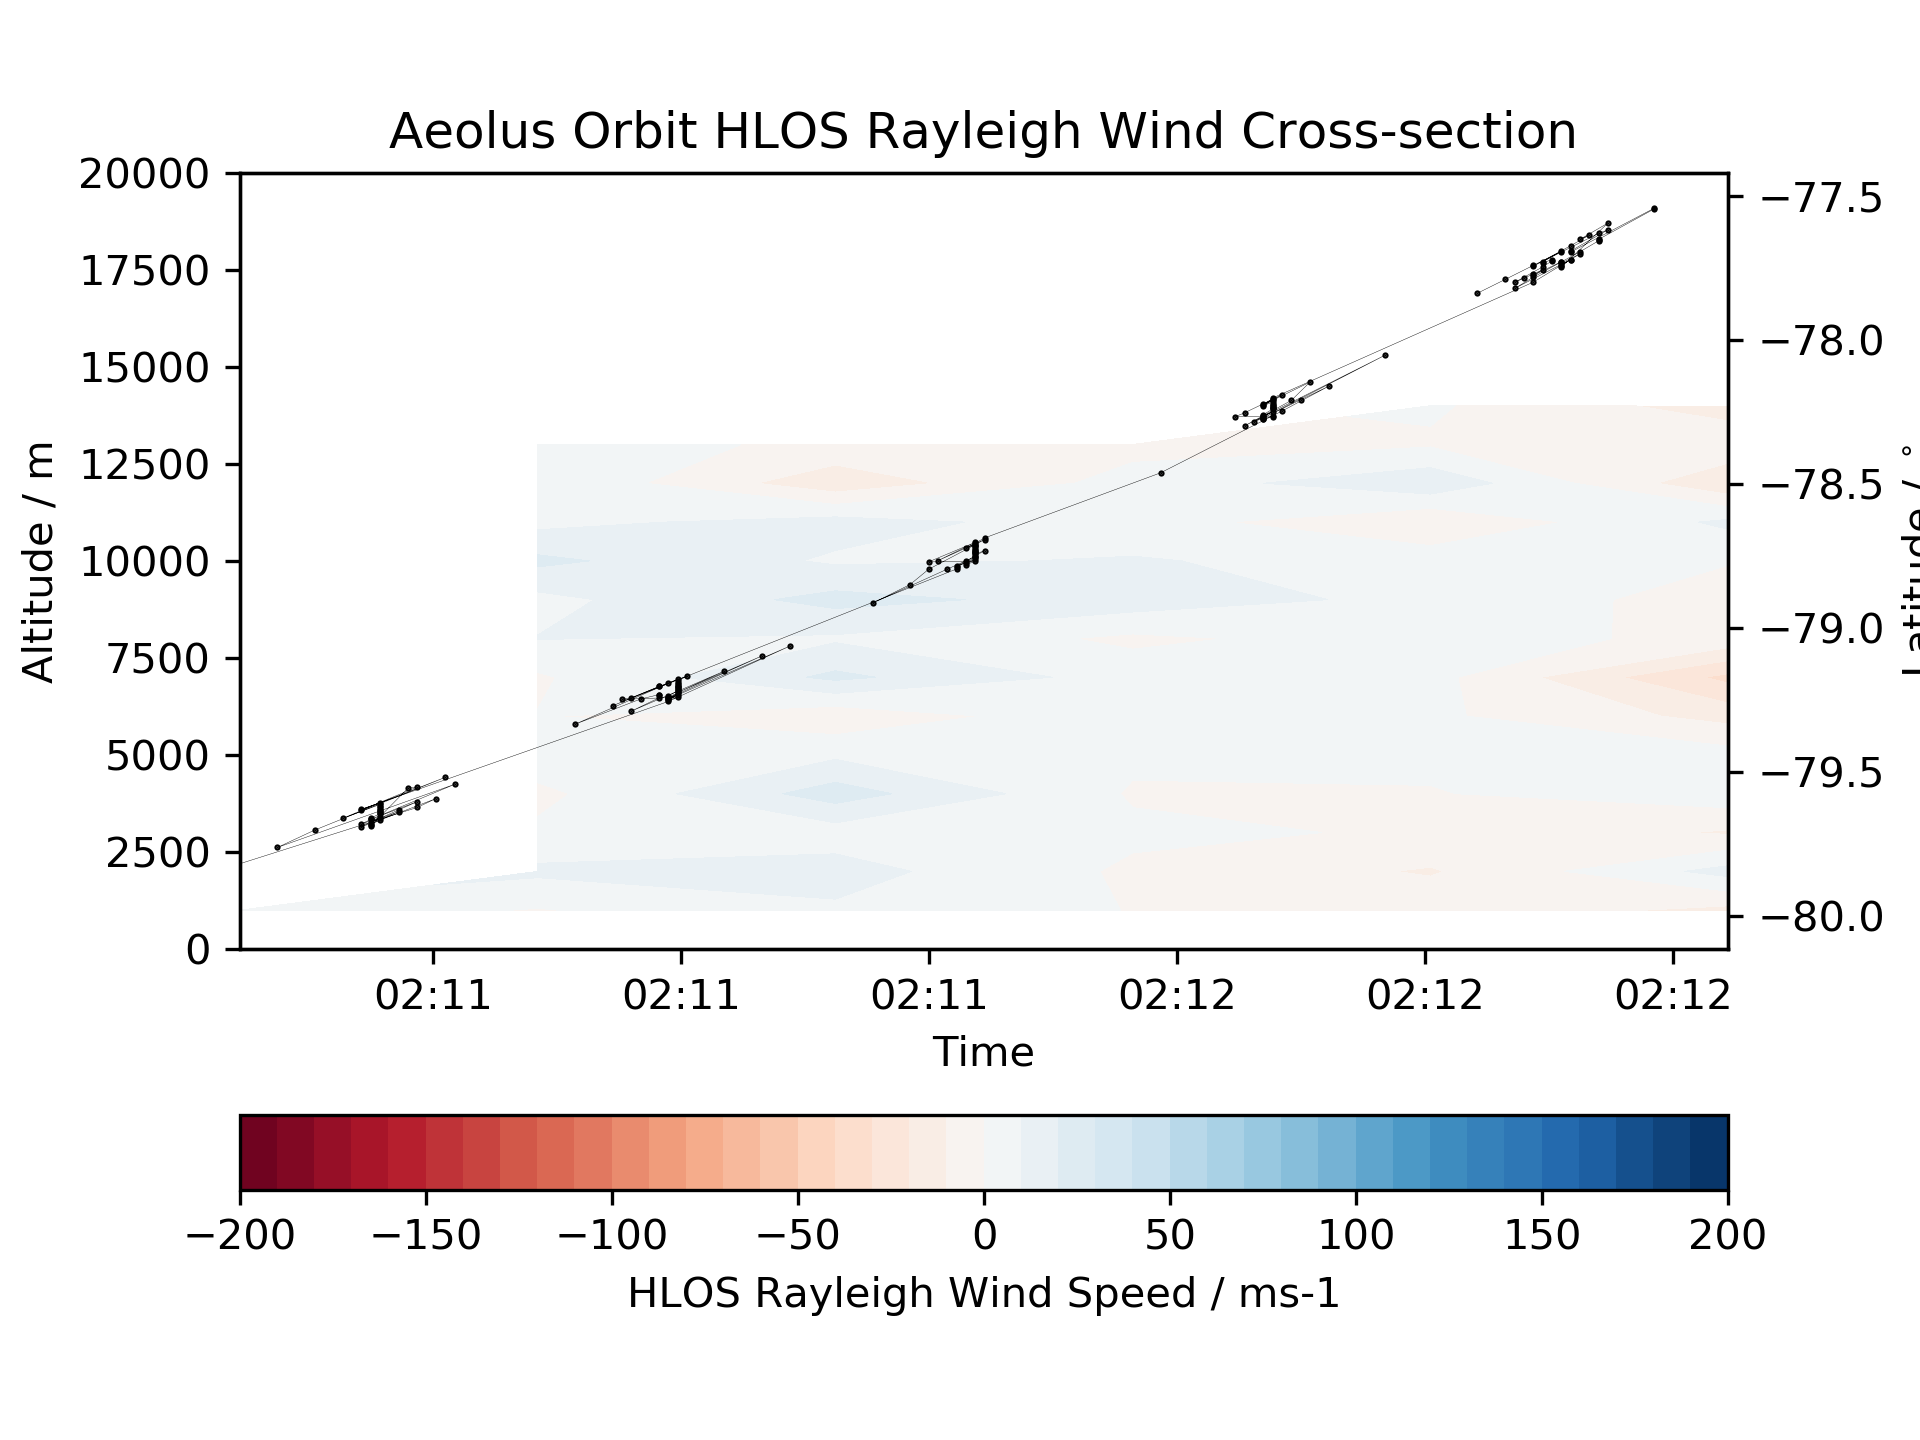 Aeolus Orbit HLOS Rayleigh Wind Cross-section
20000
17500
15000
12500
10000
7500
5000
2500
0
Altitude / m
−77.5
−78.0
−78.5
−79.0
−79.5
−80.0
Latitude / °
02:11 02:11 02:11 02:12 02:12 02:12
Time
−200 −150 −100 −50 0 50 100 150 200
HLOS Rayleigh Wind Speed / ms-1